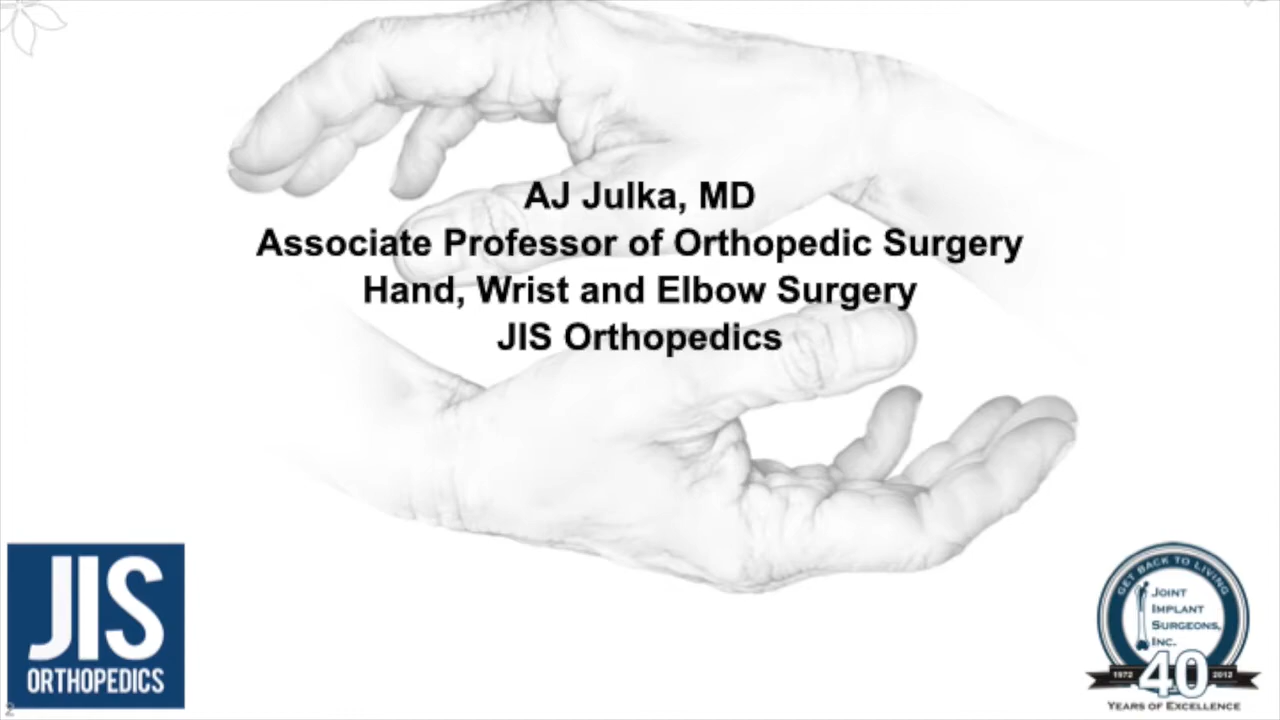 AJ Julka, MD
Associate Professor of Orthopedic Surgery
Hand, Wrist and Elbow Surgery
JIS Orthopedics
JIS
ORTHOPEDICS
2
GET BACK TO LIVING
JOINT
IMPLANT
SURGEONS,
INC.
1972 40 2012
YEARS OF EXCELLENCE